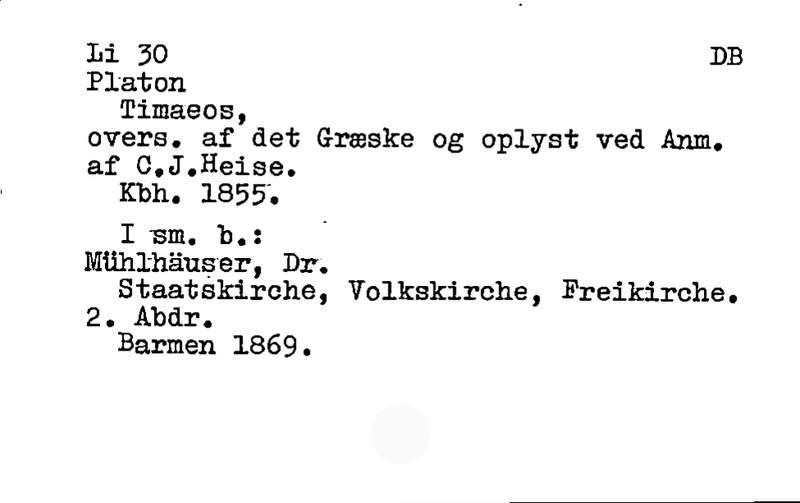 Li 30 DB
Platon
Timaeos,
overs. af det Græske og oplyst ved Anm.
af C.J.Heise.
Kbh. 1855.
I sm. b.:
Mühlhäuser, Dr.
Staatskirche, Volkskirche, Freikirche.
2. Abdr.
Barmen 1869.